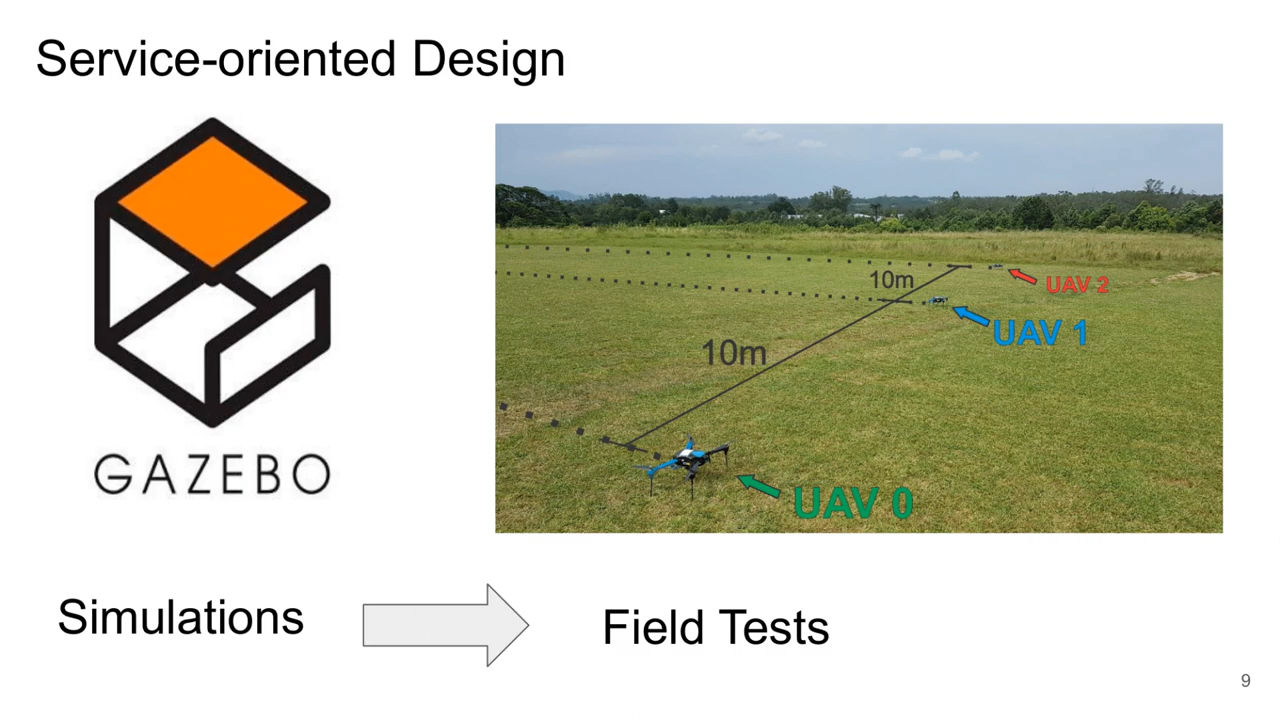 Service-oriented Design
GAZEBO
10m
UAV 2
UAV 1
10m
UAV 0
Simulations
Field Tests
9